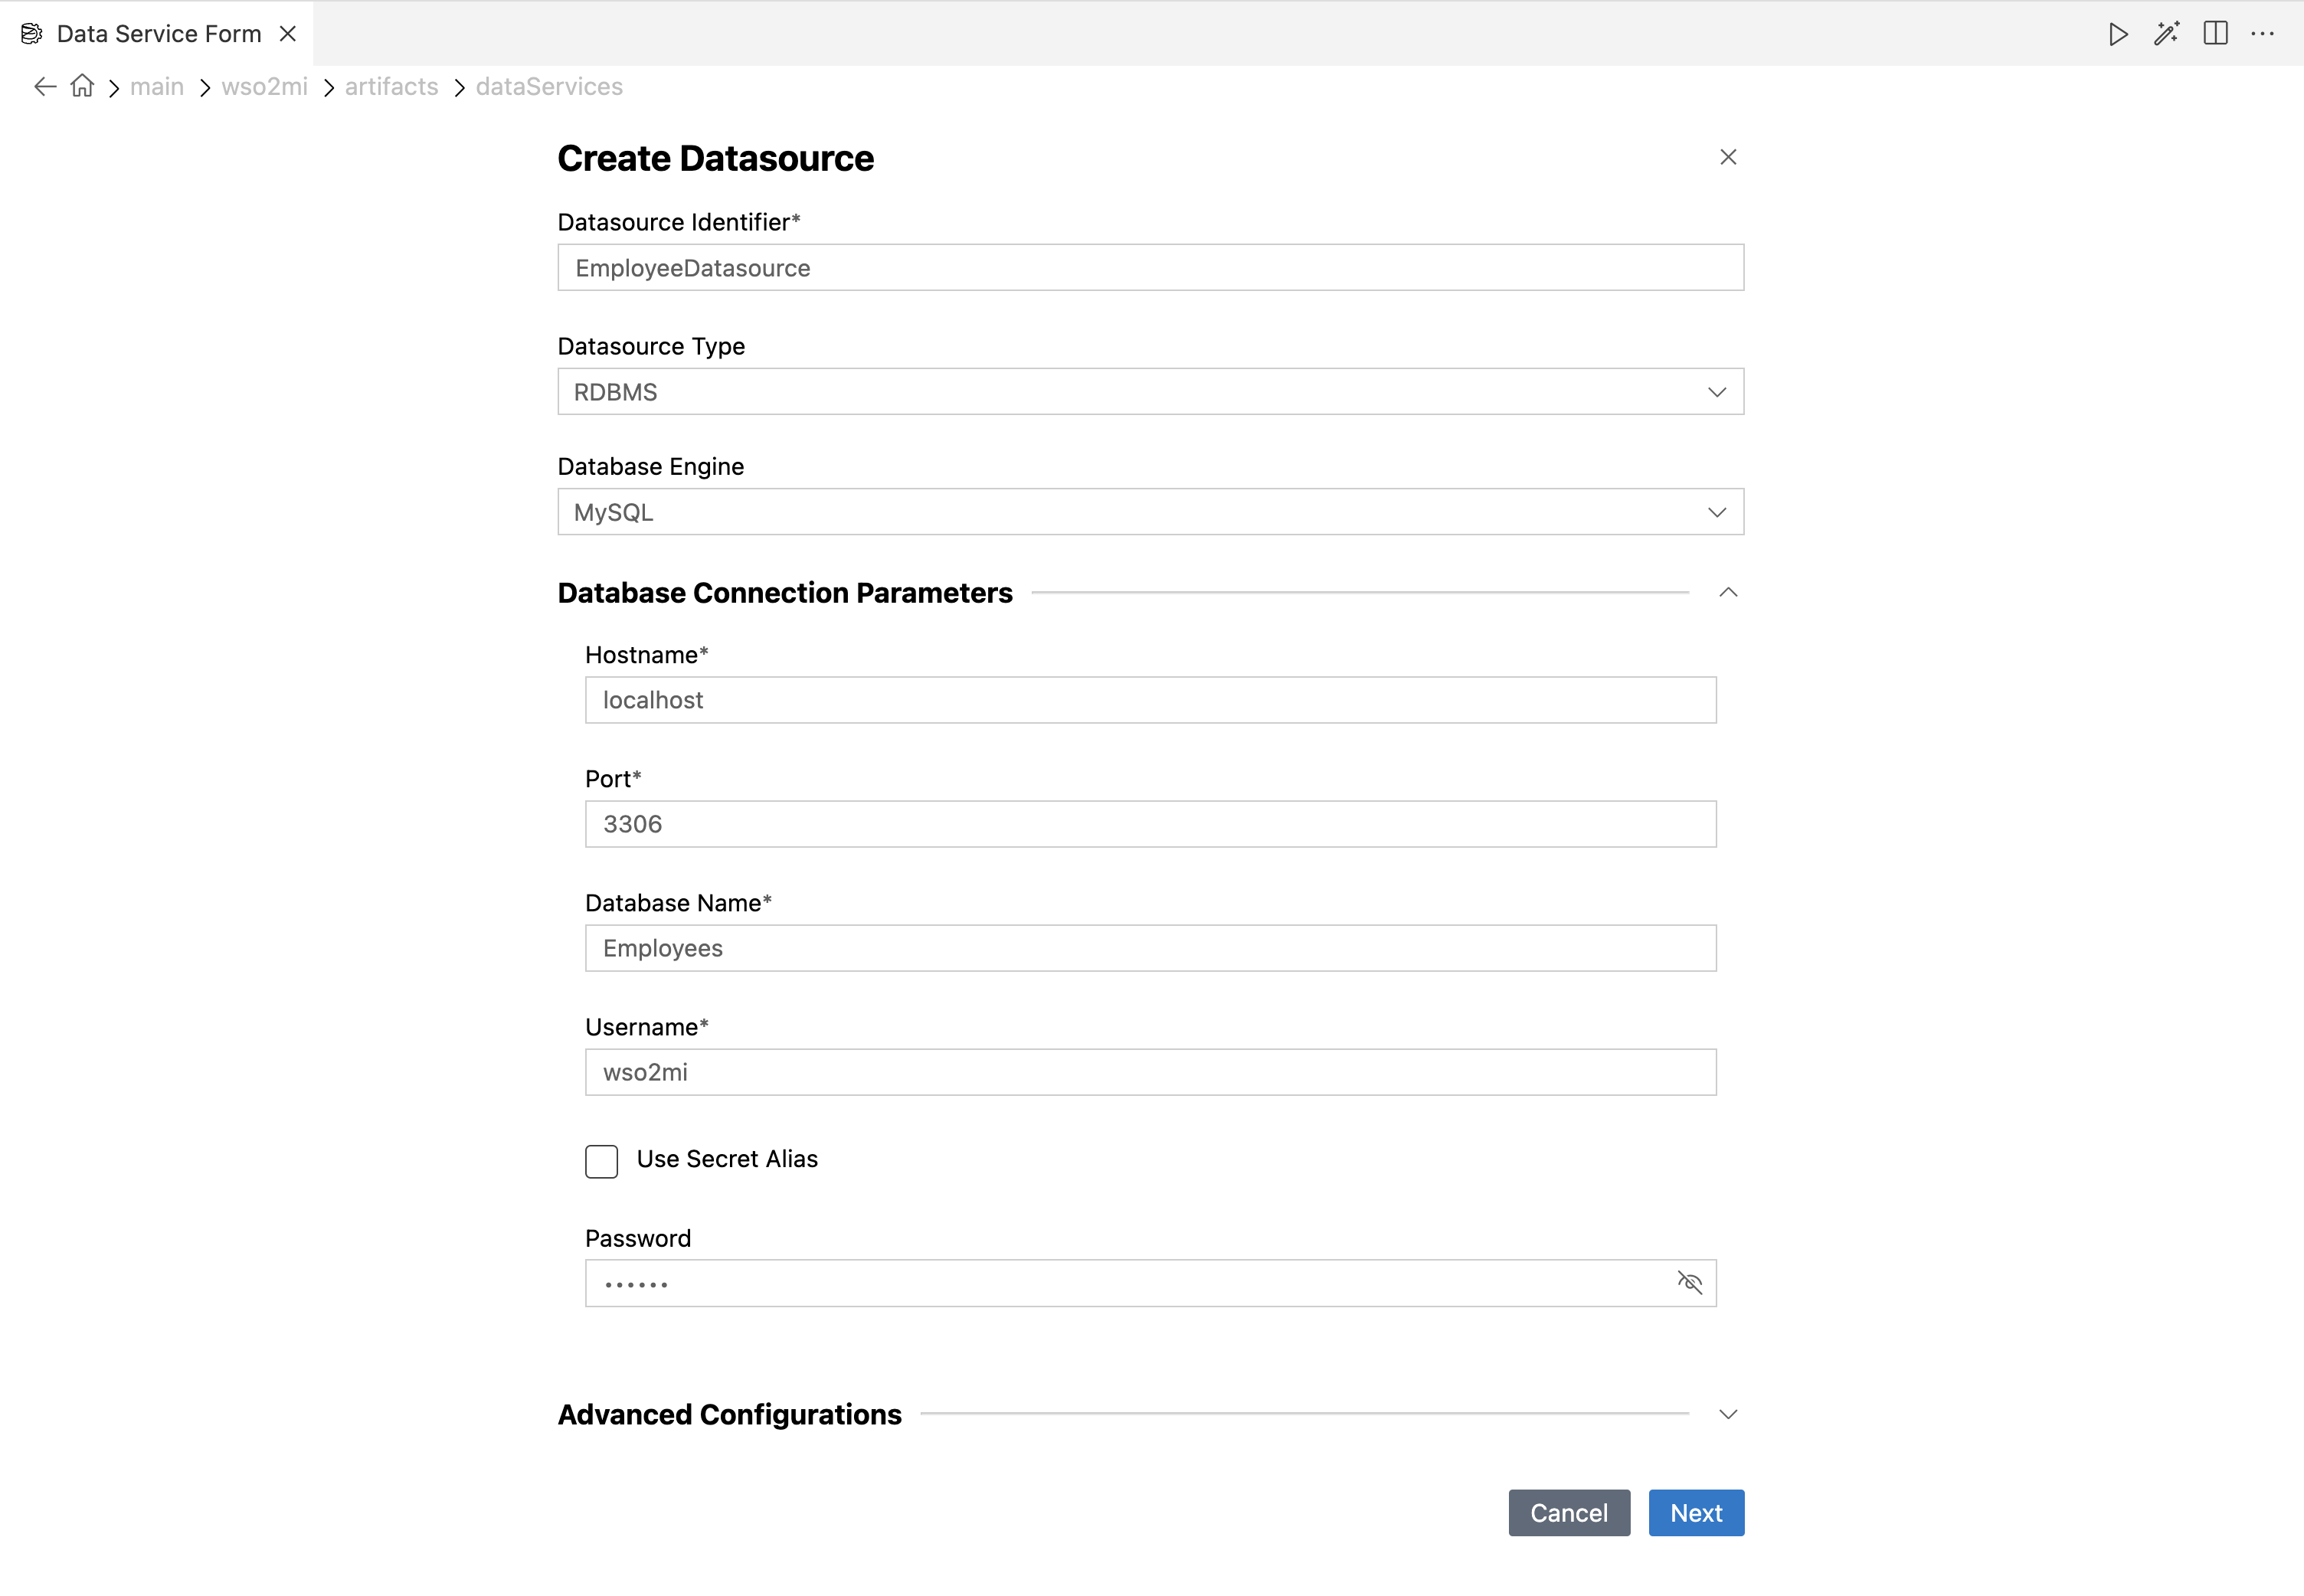 Data Service Form
main wso2mi artifacts dataServices
Create Datasource
Datasource Identifier*
EmployeeDatasource
Datasource Type
RDBMS
Database Engine
MySQL
Database Connection Parameters
Hostname*
localhost
Port*
3306
Database Name*
Employees
Username*
wso2mi
Use Secret Alias
Password
••••••
Advanced Configurations
Cancel Next